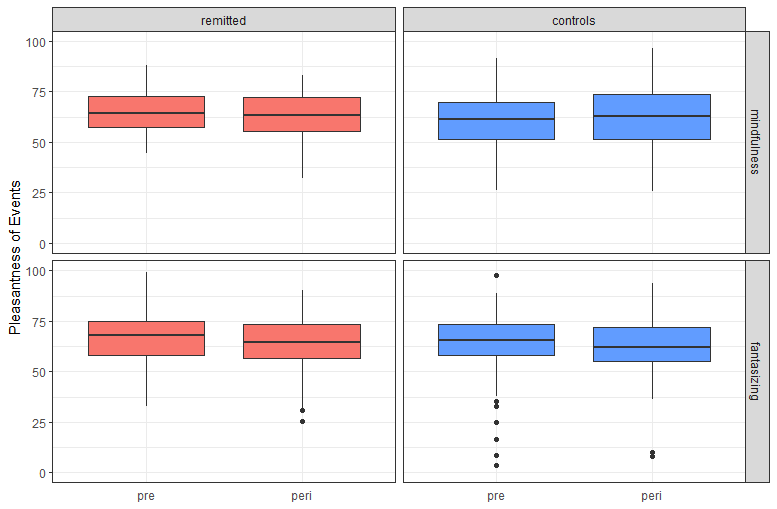 remitted
controls
100
75
50
25
0
mindfulness
Pleasantness of Events
100
75
50
25
0
fantasizing
pre
peri
pre
peri